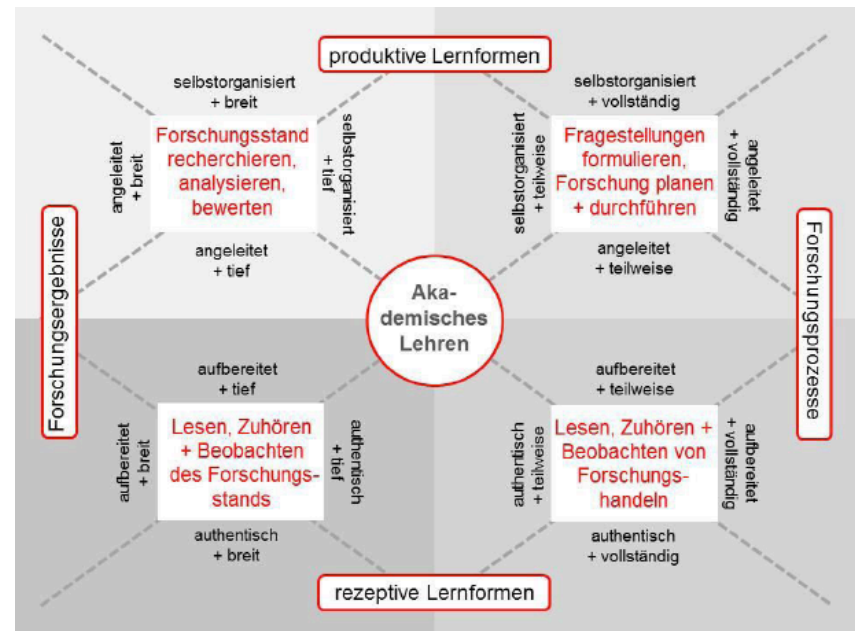 produktive Lernformen
selbstorganisiert
+ breit
angeleitet
+ breit
Forschungsstand
recherchieren,
analysieren,
bewerten
selbstorganisiert
+ tief
angeleitet
+ tief
selbstorganisiert
+ vollständig
selbstorganisiert
+ teilweise
Fragestellungen
formulieren,
Forschung planen
+ durchführen
angeleitet
+ vollständig
angeleitet
+ teilweise
Forschungsergebnisse
Aka-
demisches
Lehren
Forschungsprozesse
aufbereitet
+ tief
aufbereitet
+ breit
Lesen, Zuhören
+ Beobachten
des Forschungs-
stands
authentisch
+ tief
authentisch
+ breit
aufbereitet
+ teilweise
authentisch
+ teilweise
Lesen, Zuhören +
Beobachten von
Forschungs-
handeln
aufbereitet
+ vollständig
authentisch
+ vollständig
rezeptive Lernformen